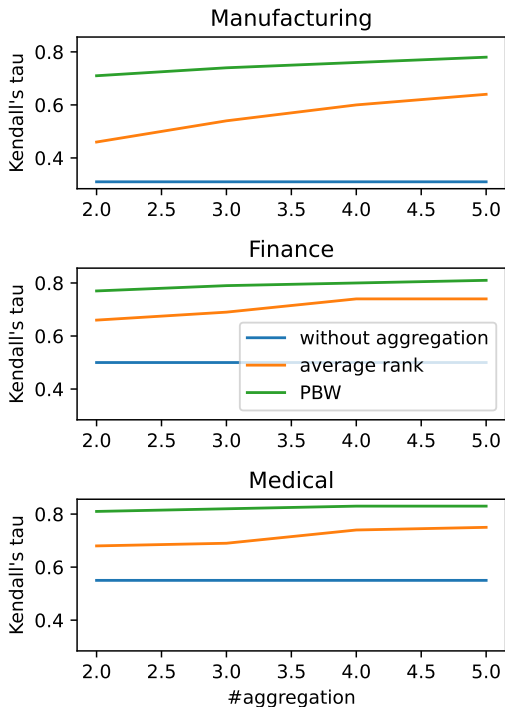 Manufacturing
Kendall's tau
0.8
0.6
0.4
2.0 2.5 3.0 3.5 4.0 4.5 5.0
Finance
Kendall's tau
0.8
0.6
0.4
without aggregation
average rank
PBW
2.0 2.5 3.0 3.5 4.0 4.5 5.0
Medical
Kendall's tau
0.8
0.6
0.4
2.0 2.5 3.0 3.5 4.0 4.5 5.0
#aggregation